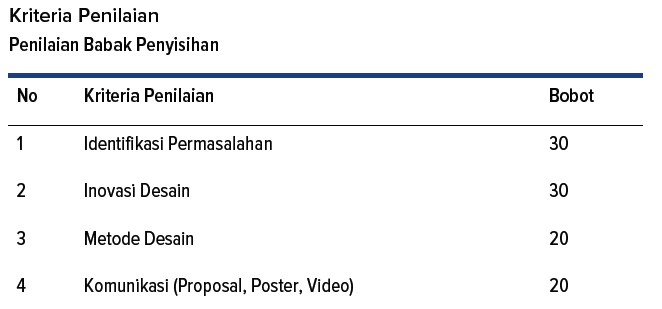 Kriteria Penilaian
Penilaian Babak Penyisihan
No Kriteria Penilaian Bobot
1 Identifikasi Permasalahan 30
2 Inovasi Desain 30
3 Metode Desain 20
4 Komunikasi (Proposal, Poster, Video) 20